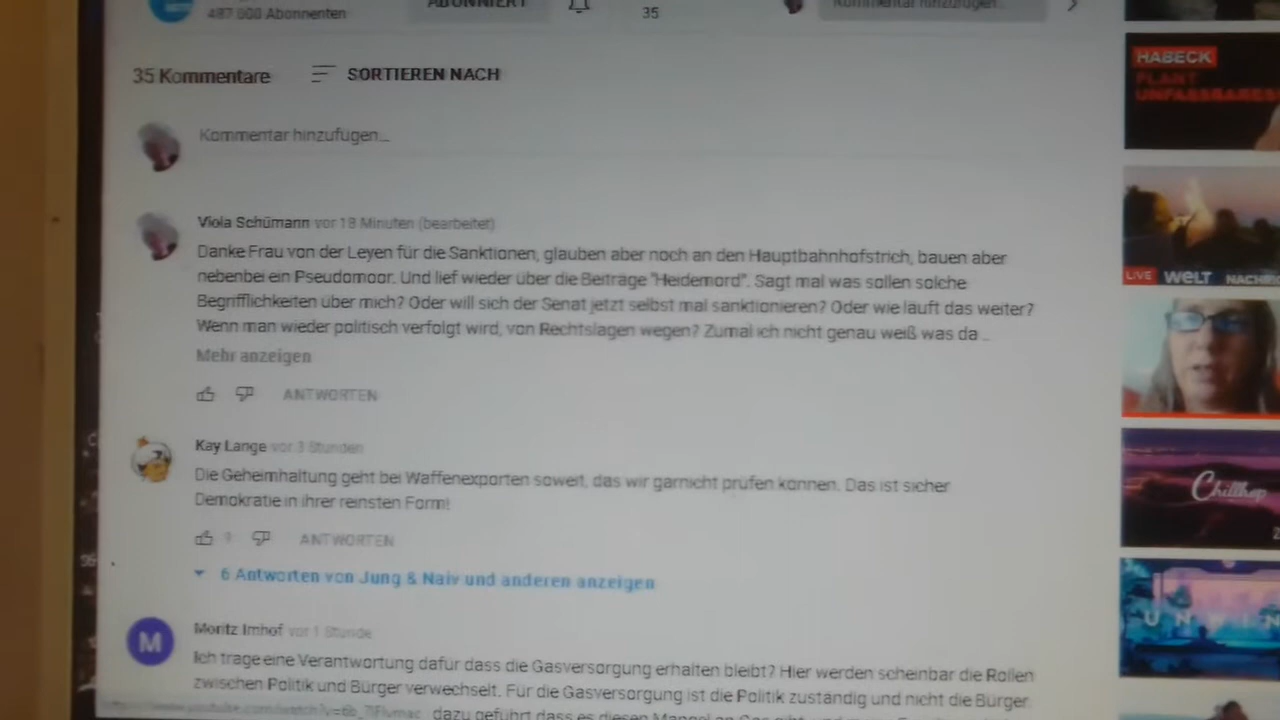 487 000 Abonnenten
ABONNIERT
35
Kommentar hinzufügen...
35 Kommentare
SORTIEREN NACH
Kommentar hinzufügen...
Viola Schümann vor 18 Minuten (bearbeitet)
Danke Frau von der Leyen für die Sanktionen, glauben aber noch an den Hauptbahnhofstrich, bauen aber
nebenbei ein Pseudomoor. Und lief wieder über die Beiträge "Heidemord". Sagt mal was sollen solche
Begrifflichkeiten über mich? Oder will sich der Senat jetzt selbst mal sanktionieren? Oder wie läuft das weiter?
Wenn man wieder politisch verfolgt wird, von Rechtslagen wegen? Zumal ich nicht genau weiß was da ...
Mehr anzeigen
ANTWORTEN
Kay Lange vor 3 Stunden
Die Geheimhaltung geht bei Waffenexporten soweit, das wir garnicht prüfen können. Das ist sicher
Demokratie in ihrer reinsten Form!
ANTWORTEN
6 Antworten von Jung & Naiv und anderen anzeigen
M
Moritz Imhof vor 1 Stunde
Ich trage eine Verantwortung dafür dass die Gasversorgung erhalten bleibt? Hier werden scheinbar die Rollen
zwischen Politik und Bürger verwechselt. Für die Gasversorgung ist die Politik zuständig und nicht die Bürger.
dazu geführt dass es diesen Mangel an Gas gibt
HABECK
PLANT
UNFASSBARES
LIVE welt NACHR
Chillhop